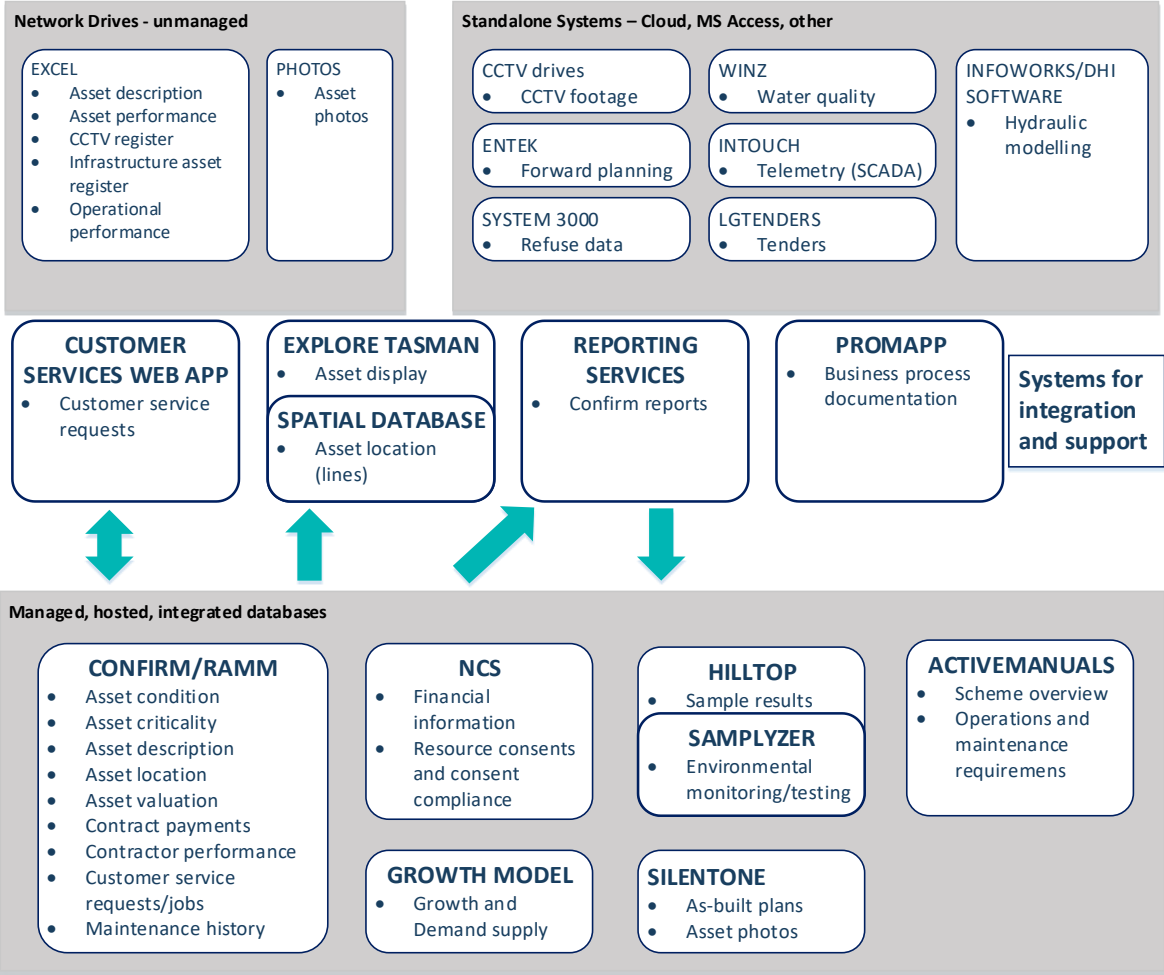 Network Drives - unmanaged
EXCEL
• Asset description
• Asset performance
• CCTV register
• Infrastructure asset
register
• Operational
performance
PHOTOS
• Asset
photos
Standalone Systems – Cloud, MS Access, other
CCTV drives
• CCTV footage
WINZ
• Water quality
INFOWORKS/DHI
SOFTWARE
• Hydraulic
modelling
ENTEK
• Forward planning
INTOUCH
• Telemetry (SCADA)
SYSTEM 3000
• Refuse data
LGTENDERS
• Tenders
CUSTOMER
SERVICES WEB APP
• Customer service
requests
EXPLORE TASMAN
• Asset display
SPATIAL DATABASE
• Asset location
(lines)
REPORTING
SERVICES
• Confirm reports
PROMAPP
• Business process
documentation
Systems for
integration
and support
Managed, hosted, integrated databases
CONFIRM/RAMM
• Asset condition
• Asset criticality
• Asset description
• Asset location
• Asset valuation
• Contract payments
• Contractor performance
• Customer service
requests/jobs
• Maintenance history
NCS
• Financial
information
• Resource consents
and consent
compliance
HILLTOP
• Sample results
SAMPLYZER
• Environmental
monitoring/testing
ACTIVEMANUALS
• Scheme overview
• Operations and
maintenance
requiremens
GROWTH MODEL
• Growth and
Demand supply
SILENTONE
• As-built plans
• Asset photos